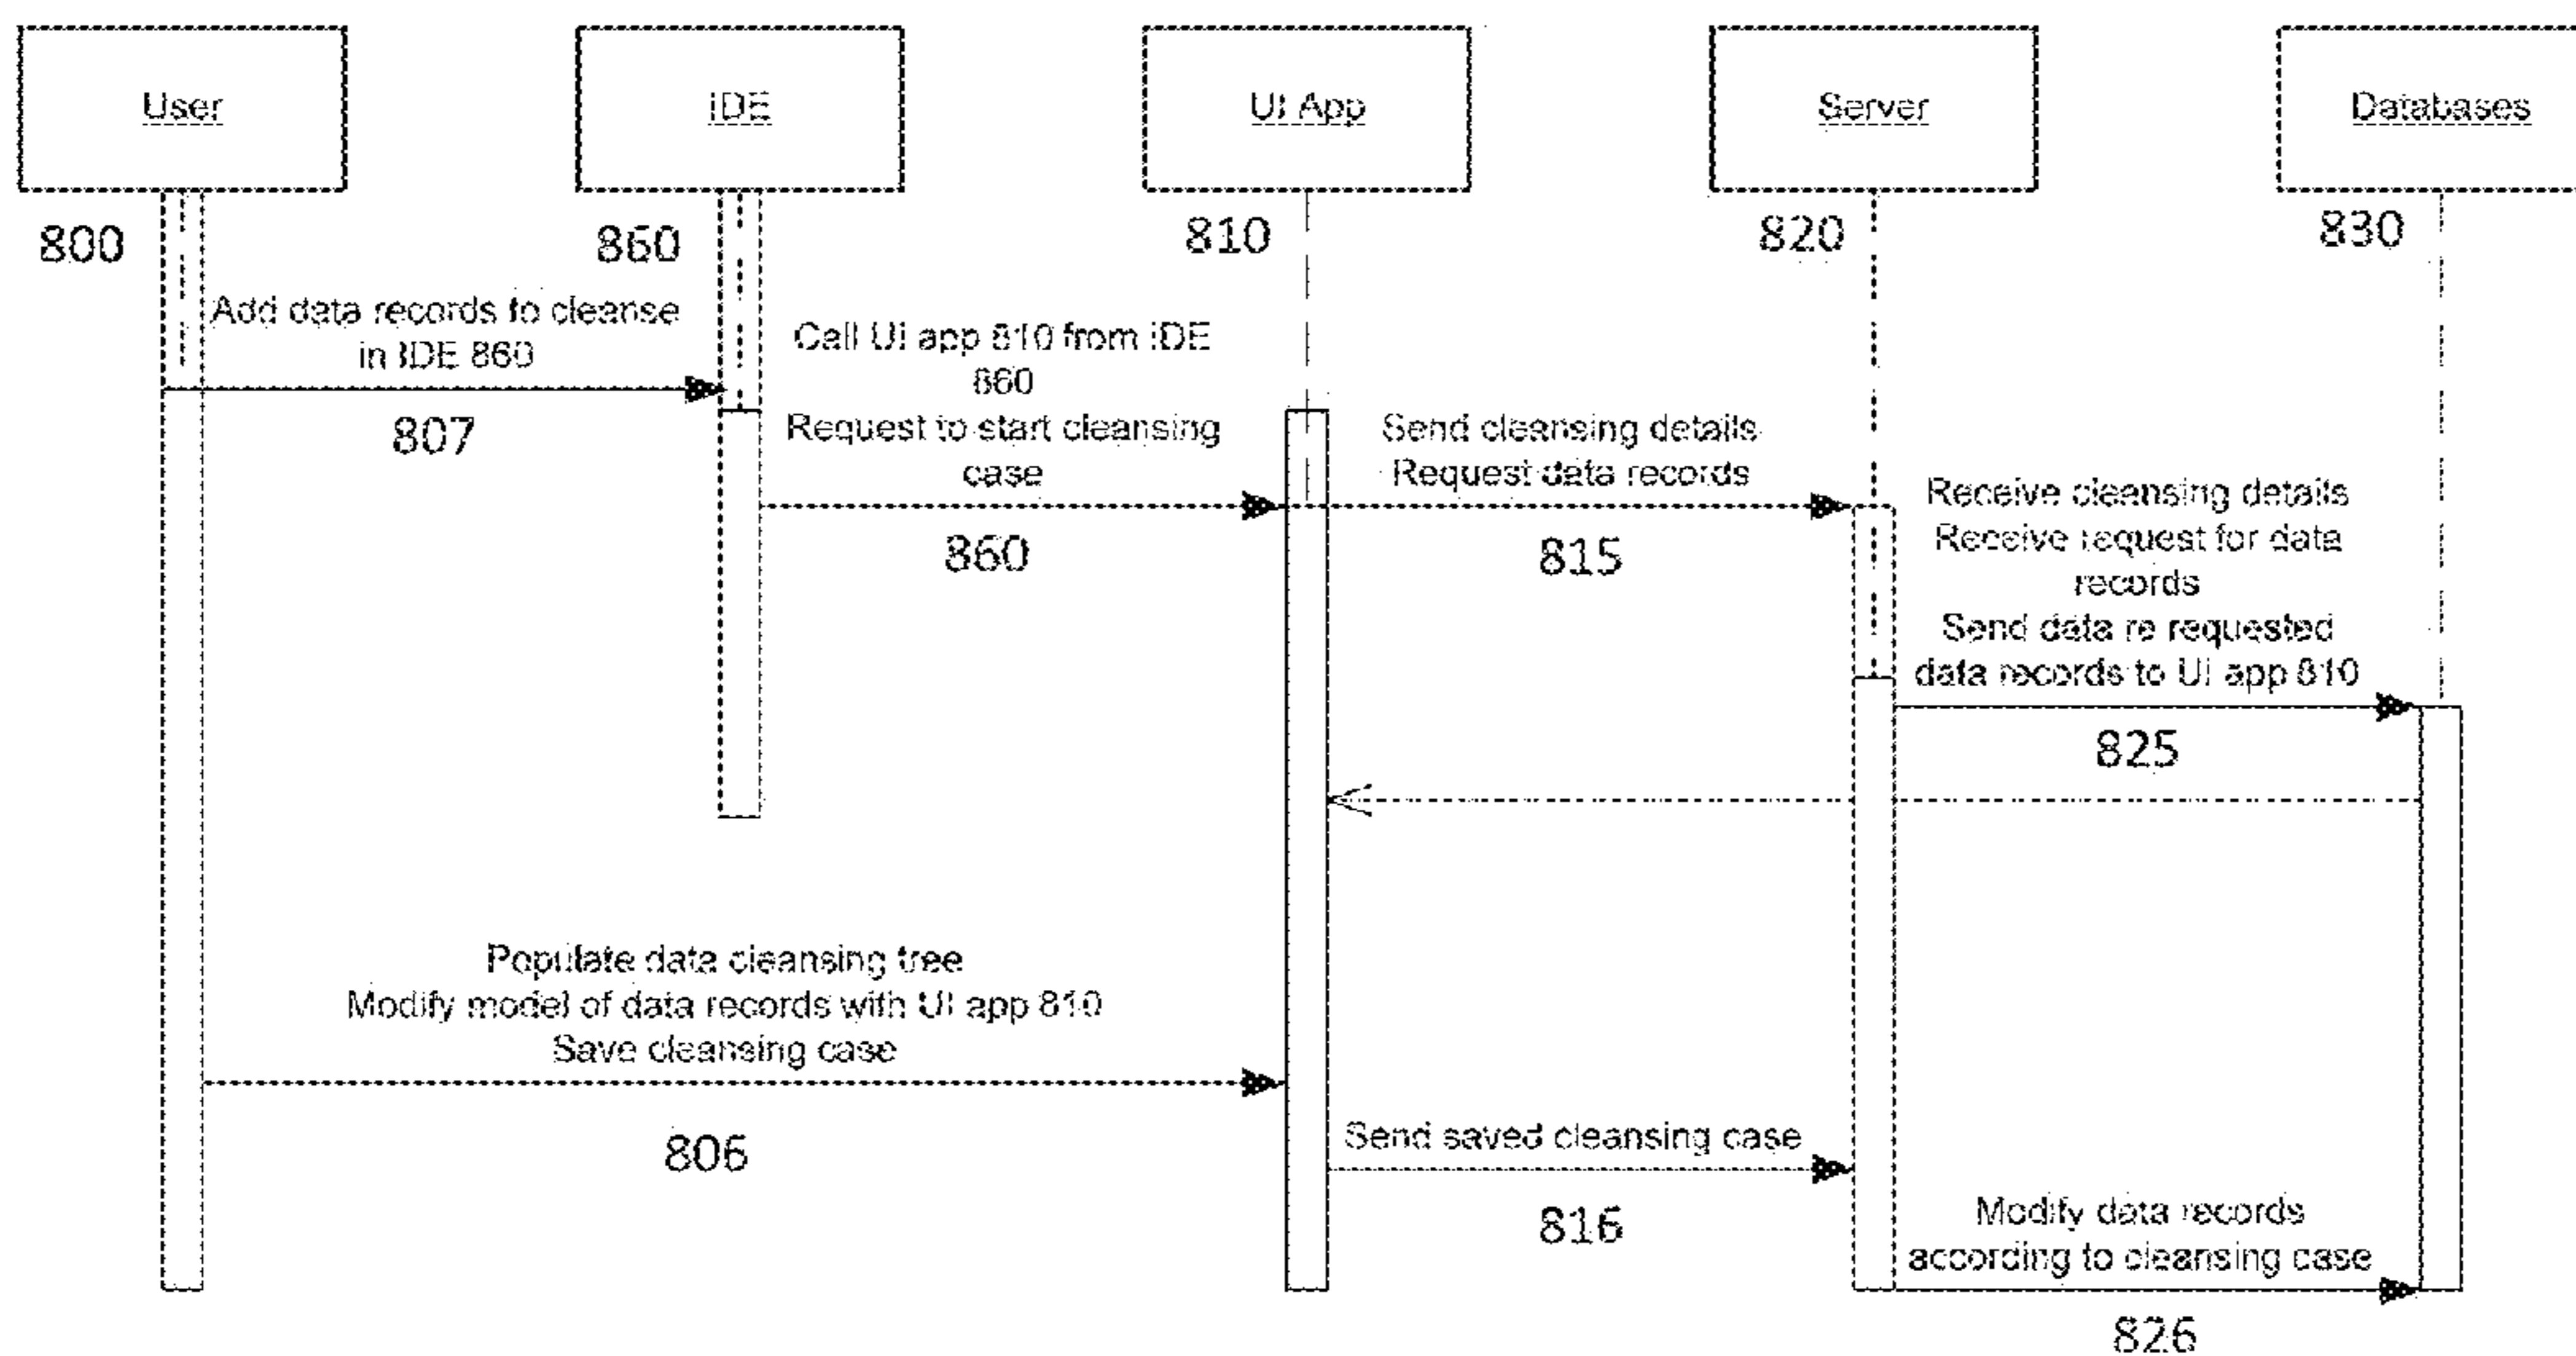 User
IDE
UI App
Server
Databases
800
860
810
820
830
Add data records to cleanse
in IDE 860
807
Call UI app 810 from IDE
860
Request to start cleansing
case
860
Send cleansing details
Request data records
815
Receive cleansing details
Receive request for data
records
Send data re requested
data records to UI app 810
825
Populate data cleansing tree
Modify model of data records with UI app 810
Save cleansing case
806
Send saved cleansing case
816
Modify data records
according to cleansing case
826